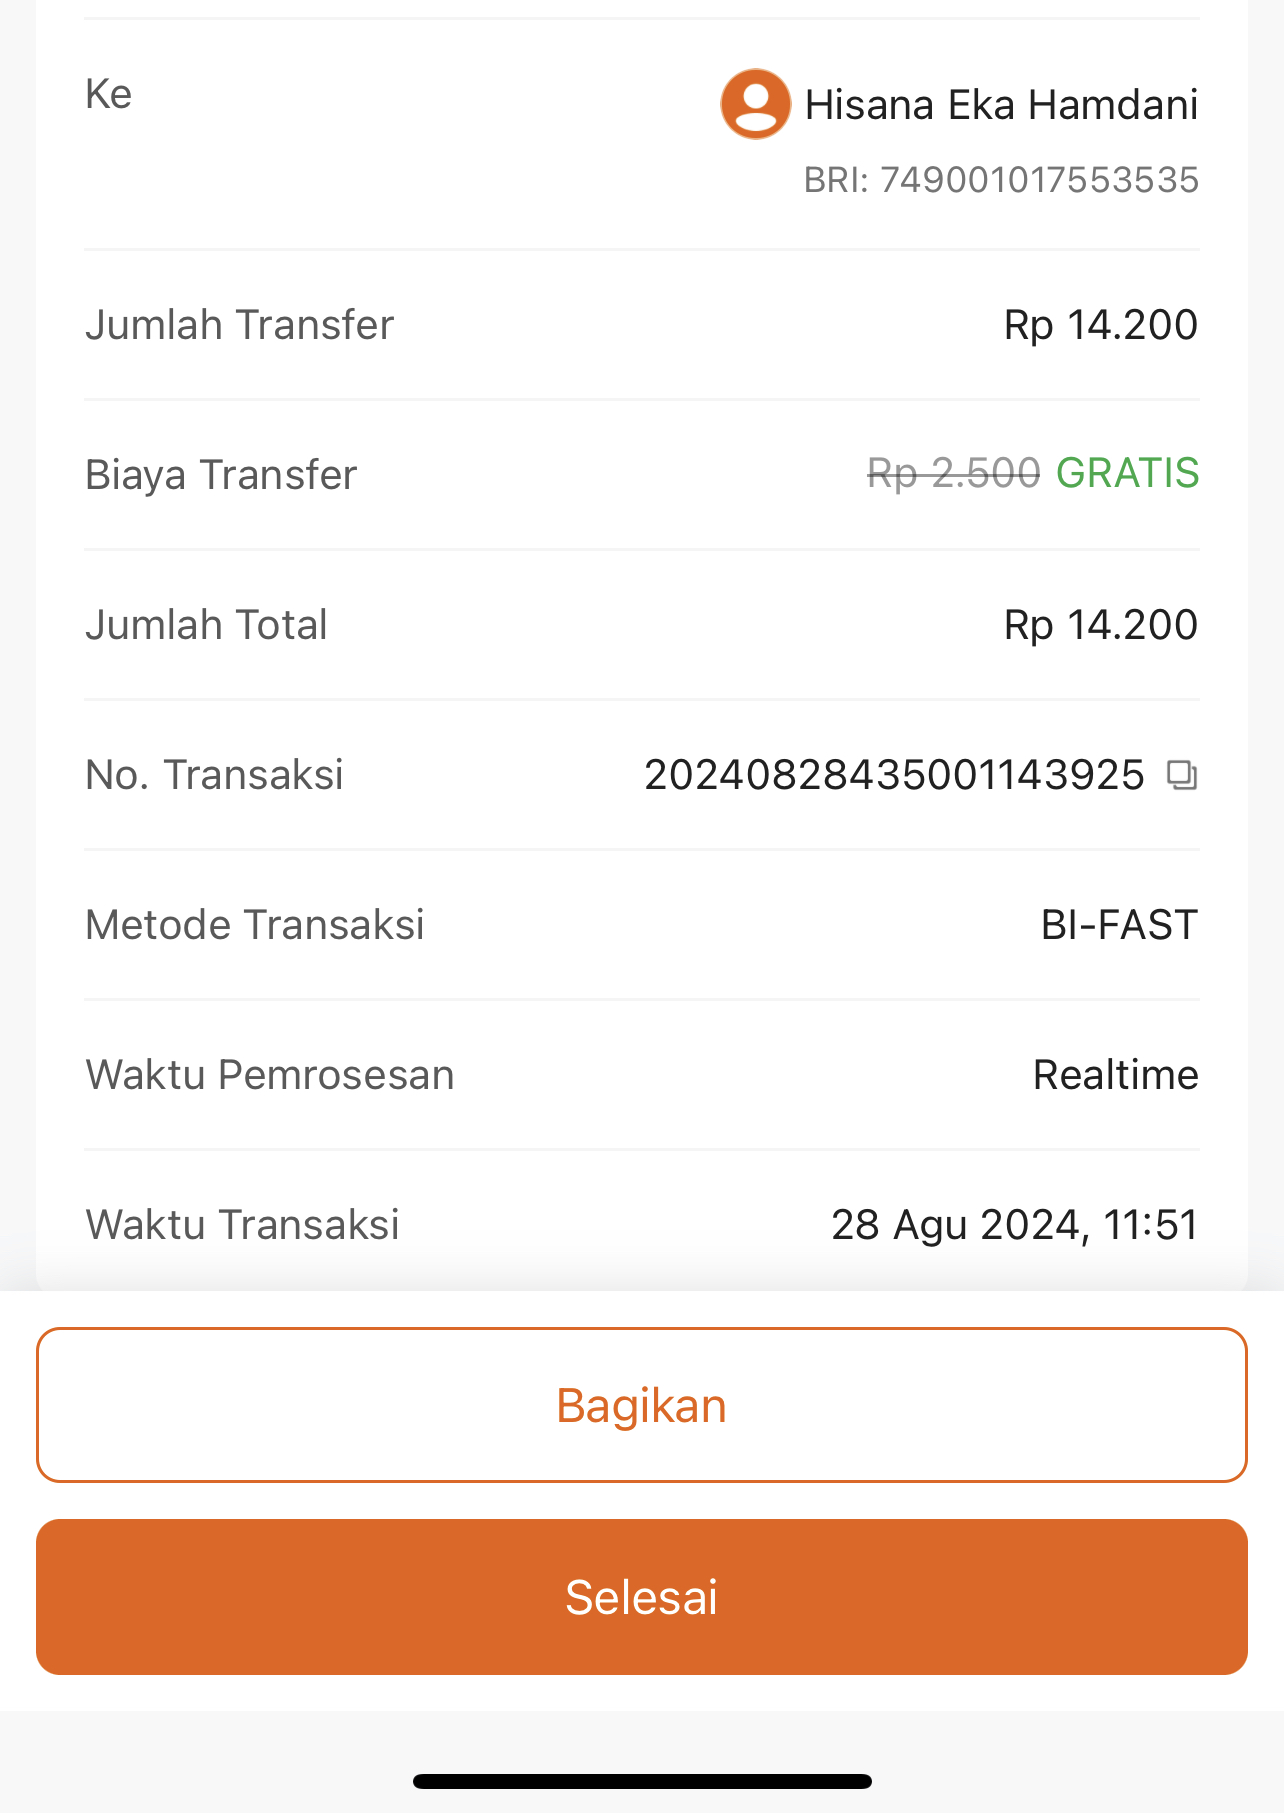 Ke
Hisana Eka Hamdani
BRI: 749001017553535
Jumlah Transfer Rp 14.200
Biaya Transfer Rp 2.500 GRATIS
Jumlah Total Rp 14.200
No. Transaksi 20240828435001143925
Metode Transaksi BI-FAST
Waktu Pemrosesan Realtime
Waktu Transaksi 28 Agu 2024, 11:51
Bagikan
Selesai